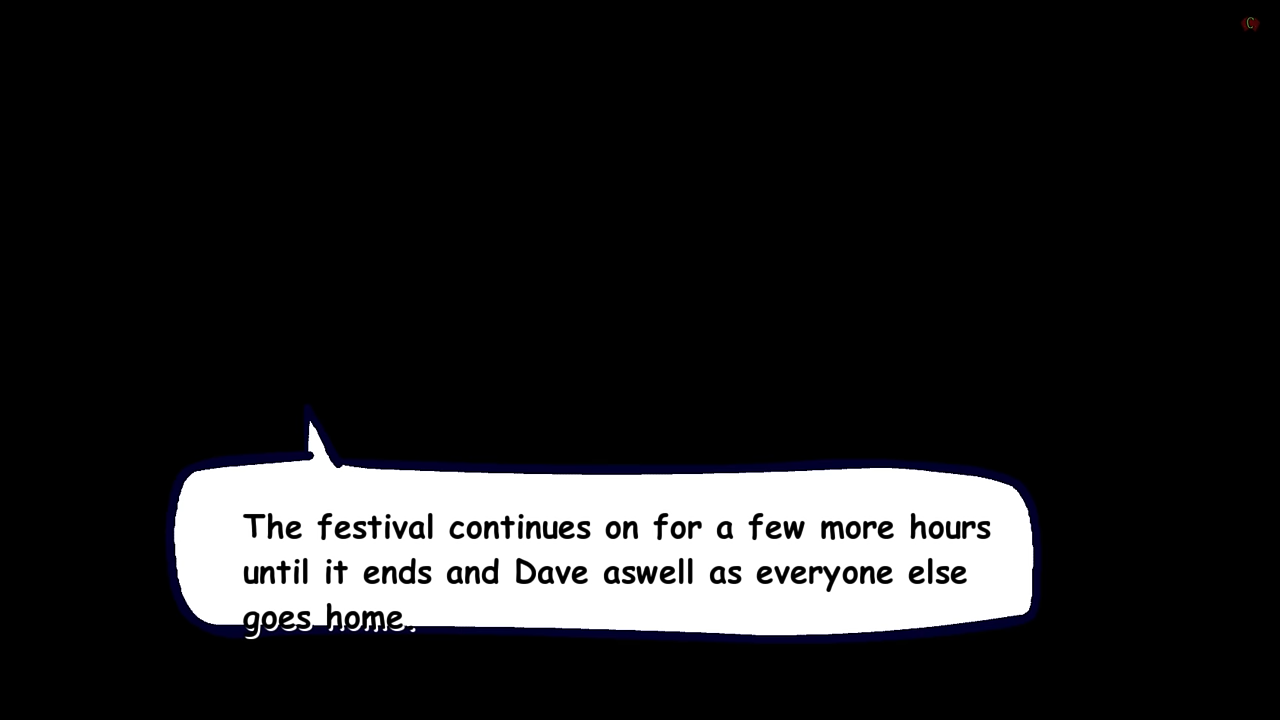 C
The festival continues on for a few more hours
until it ends and Dave aswell as everyone else
goes home.